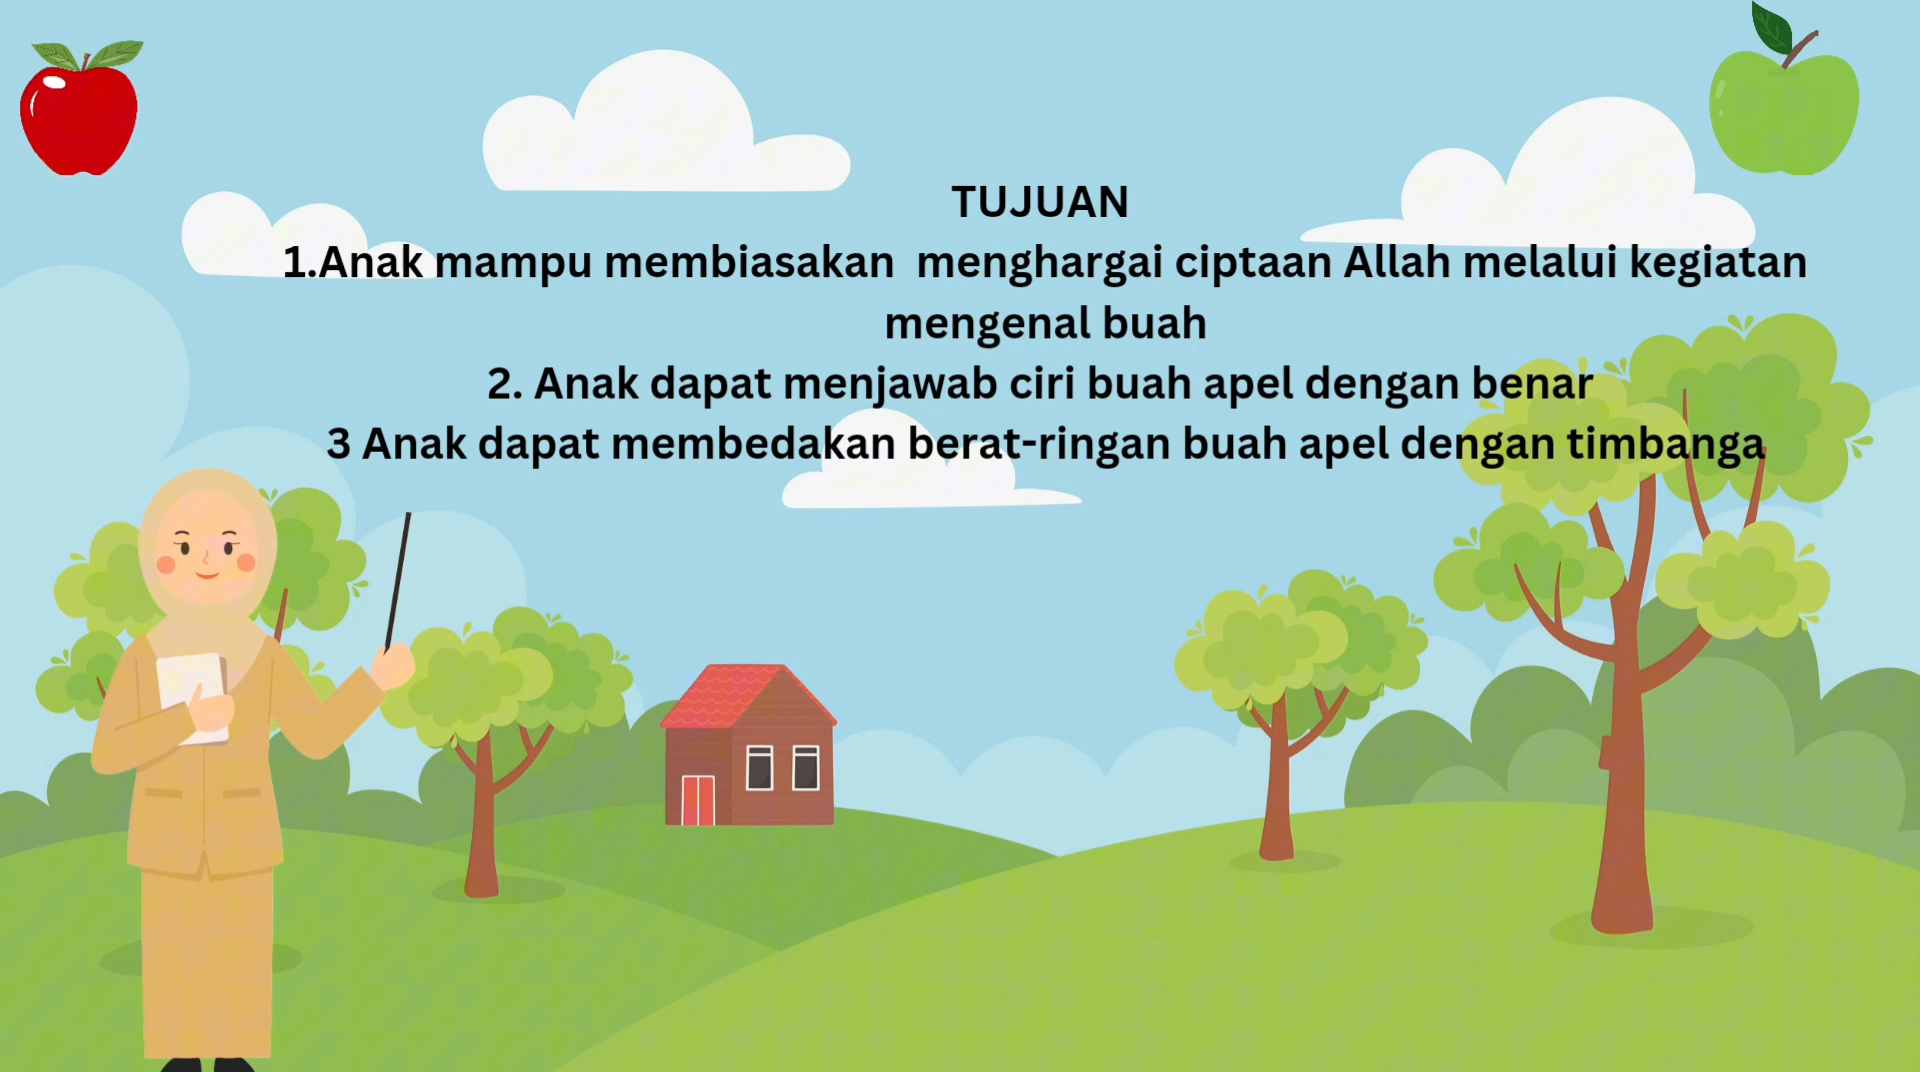 TUJUAN
1.Anak mampu membiasakan menghargai ciptaan Allah melalui kegiatan
mengenal buah
2. Anak dapat menjawab ciri buah apel dengan benar
3 Anak dapat membedakan berat-ringan buah apel dengan timbanga